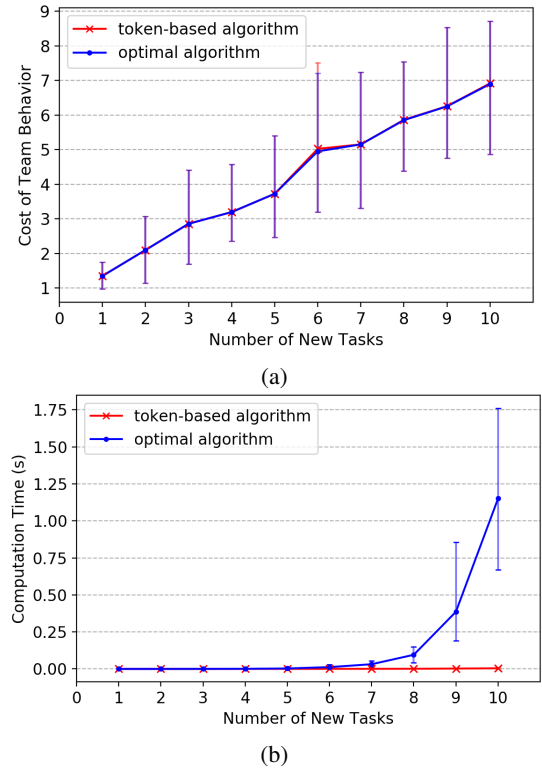 9
8
7
6
5
4
3
2
1
Cost of Team Behavior
token-based algorithm
optimal algorithm
0 1 2 3 4 5 6 7 8 9 10
Number of New Tasks
(a)
1.75
1.50
1.25
1.00
0.75
0.50
0.25
0.00
Computation Time (s)
token-based algorithm
optimal algorithm
0 1 2 3 4 5 6 7 8 9 10
Number of New Tasks
(b)